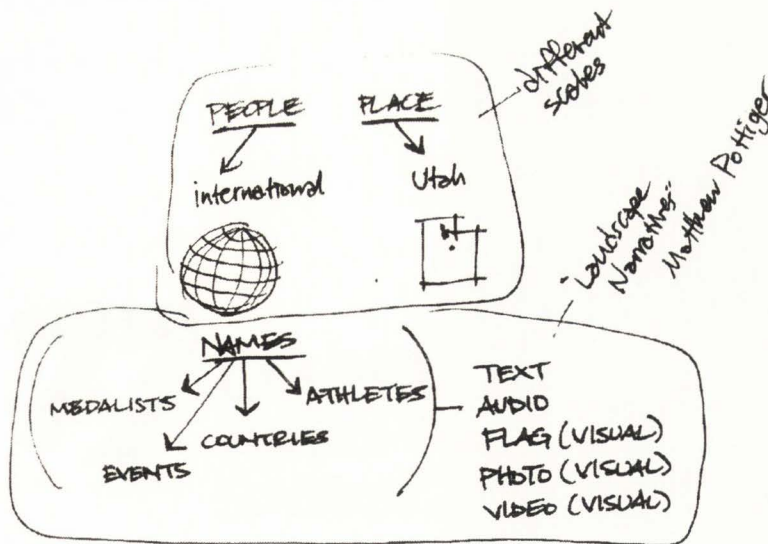 PEOPLE
PLACE
different
scales
international
Utah
Landscape
Narratives-
Matthew Pottiger
NAMES
MEDALISTS
ATHLETES
COUNTRIES
EVENTS
TEXT
AUDIO
FLAG (VISUAL)
PHOTO (VISUAL)
VIDEO (VISUAL)